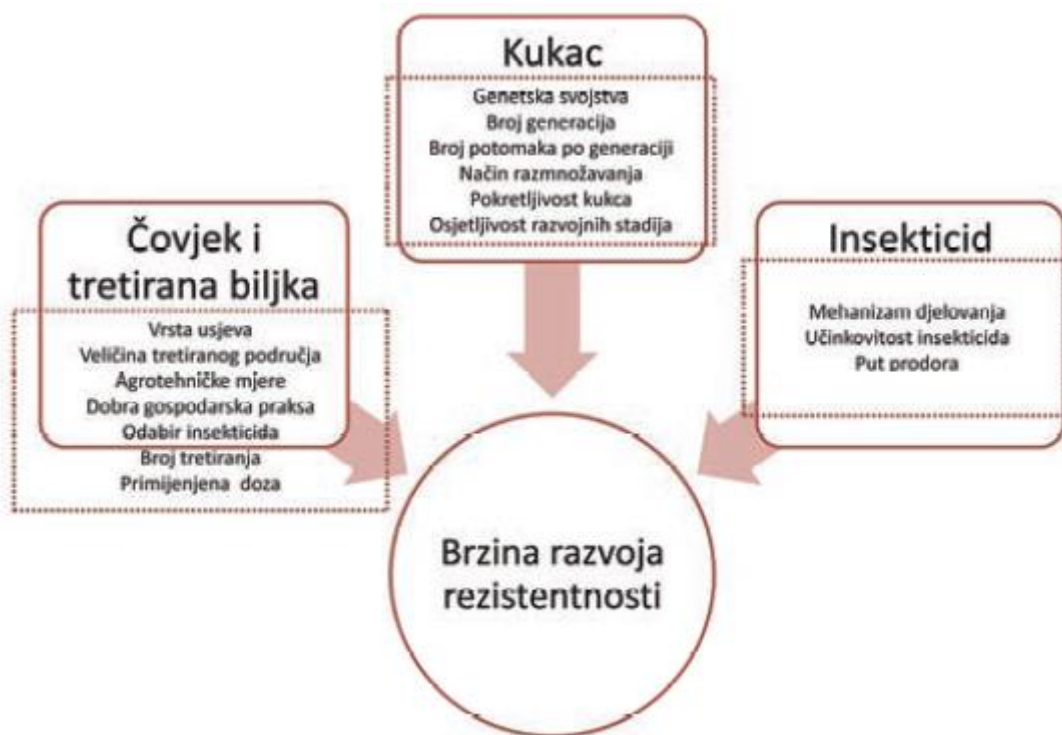 Kukac
Genetska svojstva
Broj generacija
Broj potomaka po generaciji
Način razmnožavanja
Pokretljivost kukca
Osjetljivost razvojnih stadija
Čovjek i
tretirana biljka
Vrsta usjeva
Veličina tretiranog područja
Agrotehničke mjere
Dobra gospodarska praksa
Odabir insekticida
Broj tretiranja
Primijenjena doza
Insekticid
Mehanizam djelovanja
Učinkovitost insekticida
Put prodora
Brzina razvoja
rezistentnosti